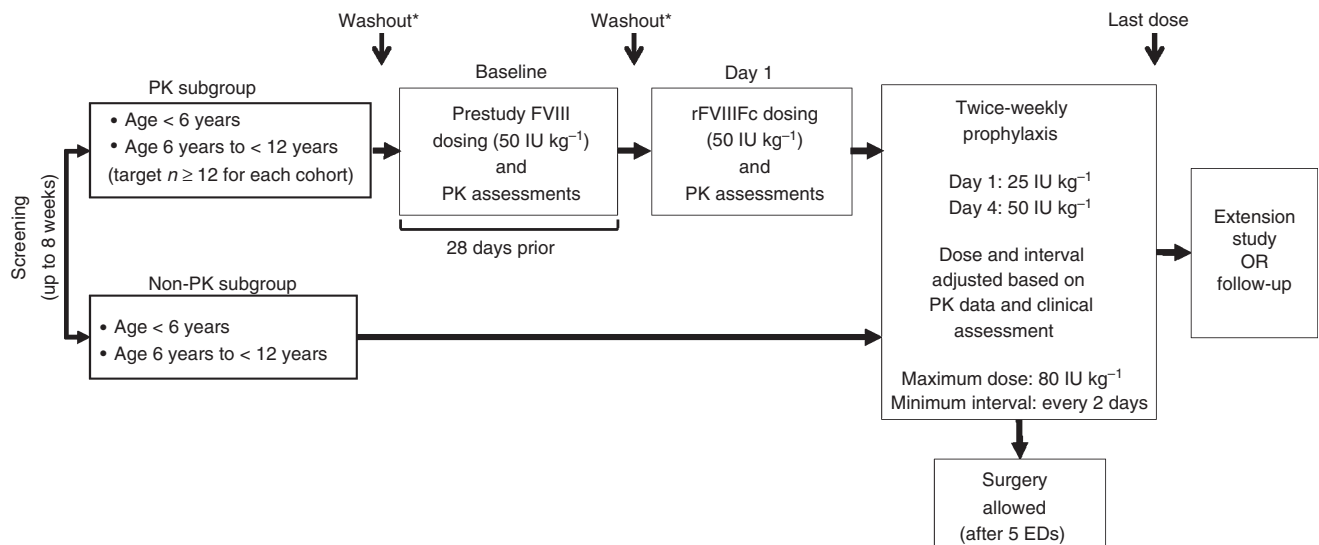 Washout*
Washout*
Last dose
PK subgroup
• Age < 6 years
• Age 6 years to < 12 years
(target n ≥ 12 for each cohort)
Baseline
Prestudy FVIII
dosing (50 IU kg⁻¹)
and
PK assessments
28 days prior
Day 1
rFVIIIFc dosing
(50 IU kg⁻¹)
and
PK assessments
Screening
(up to 8 weeks)
Non-PK subgroup
• Age < 6 years
• Age 6 years to < 12 years
Twice-weekly
prophylaxis
Day 1: 25 IU kg⁻¹
Day 4: 50 IU kg⁻¹
Dose and interval
adjusted based on
PK data and clinical
assessment
Maximum dose: 80 IU kg⁻¹
Minimum interval: every 2 days
Extension
study
OR
follow-up
Surgery
allowed
(after 5 EDs)